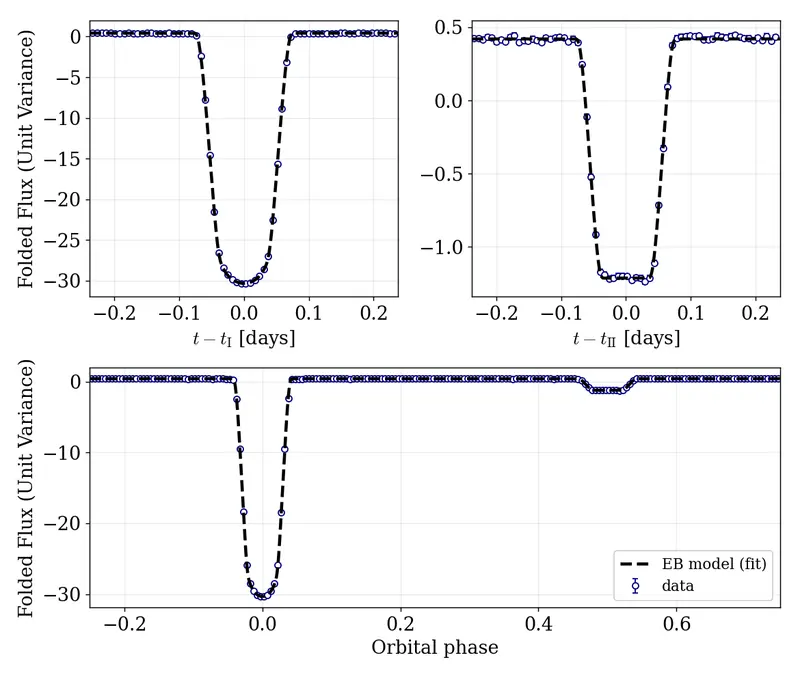 Folded Flux (Unit Variance)
0
−5
−10
−15
−20
−25
−30
−0.2 −0.1 0.0 0.1 0.2
t − tI [days]
0.5
0.0
−0.5
−1.0
−0.2 −0.1 0.0 0.1 0.2
t − tII [days]
Folded Flux (Unit Variance)
0
−10
−20
−30
−0.2 0.0 0.2 0.4 0.6
Orbital phase
EB model (fit)
data